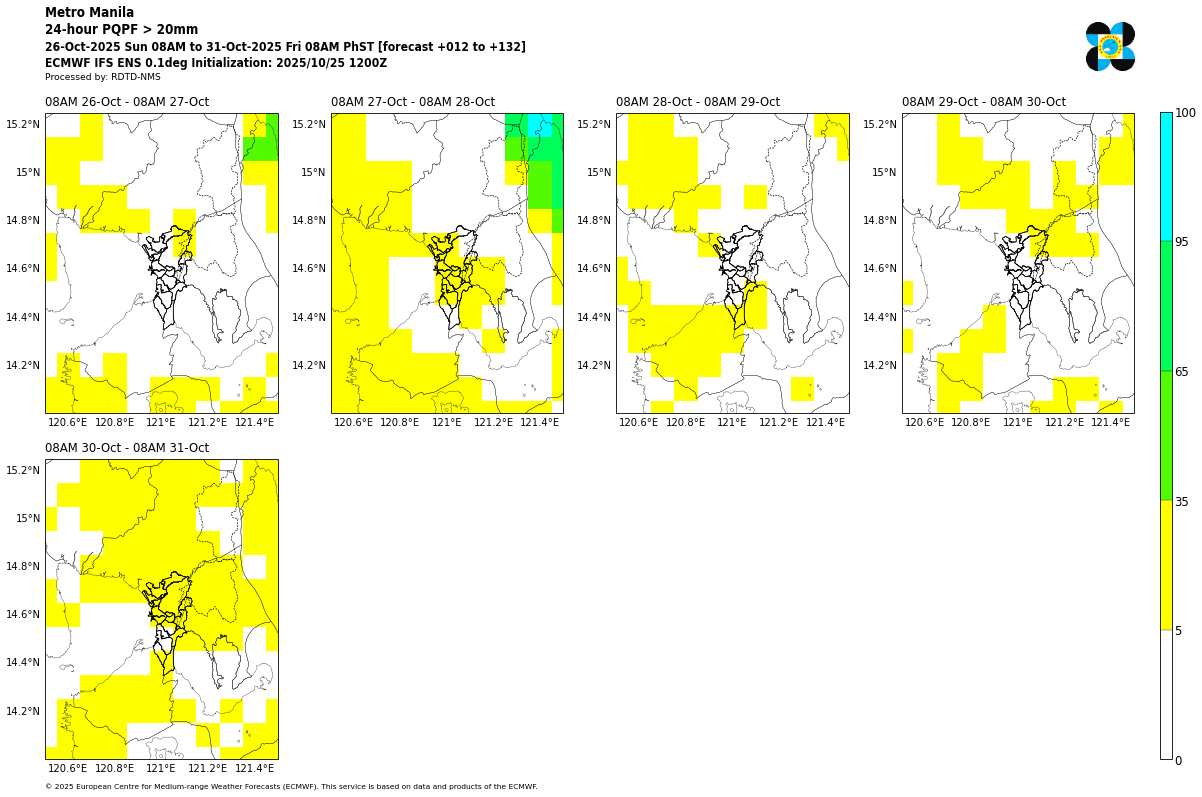 Metro Manila
24-hour PQPF > 20mm
26-Oct-2025 Sun 08AM to 31-Oct-2025 Fri 08AM PhST [forecast +012 to +132]
ECMWF IFS ENS 0.1deg Initialization: 2025/10/25 1200Z
Processed by: RDTD-NMS
08AM 26-Oct - 08AM 27-Oct
08AM 27-Oct - 08AM 28-Oct
08AM 28-Oct - 08AM 29-Oct
08AM 29-Oct - 08AM 30-Oct
15.2°N
15°N
14.8°N
14.6°N
14.4°N
14.2°N
120.6°E 120.8°E 121°E 121.2°E 121.4°E
15.2°N
15°N
14.8°N
14.6°N
14.4°N
14.2°N
120.6°E 120.8°E 121°E 121.2°E 121.4°E
15.2°N
15°N
14.8°N
14.6°N
14.4°N
14.2°N
120.6°E 120.8°E 121°E 121.2°E 121.4°E
15.2°N
15°N
14.8°N
14.6°N
14.4°N
14.2°N
120.6°E 120.8°E 121°E 121.2°E 121.4°E
08AM 30-Oct - 08AM 31-Oct
15.2°N
15°N
14.8°N
14.6°N
14.4°N
14.2°N
120.6°E 120.8°E 121°E 121.2°E 121.4°E
100
95
65
35
5
0
© 2025 European Centre for Medium-range Weather Forecasts (ECMWF). This service is based on data and products of the ECMWF.